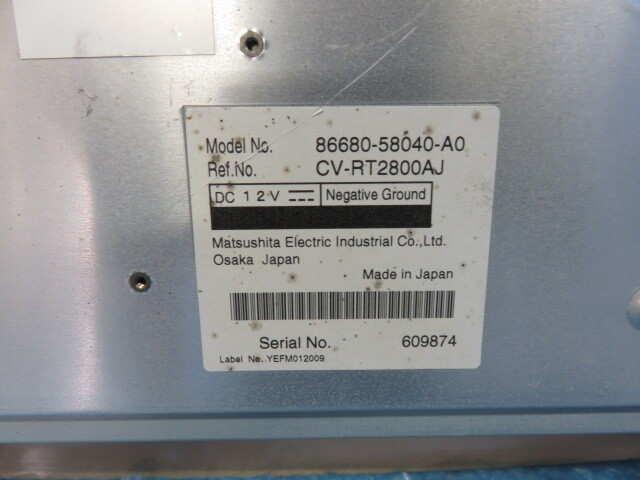 Model No. 86680-58040-A0
Ref.No. CV-RT2800AJ
DC 12V Negative Ground
Matsushita Electric Industrial Co.,Ltd.
Osaka Japan
Made in Japan
Serial No. 609874
Label No. YEFM012009